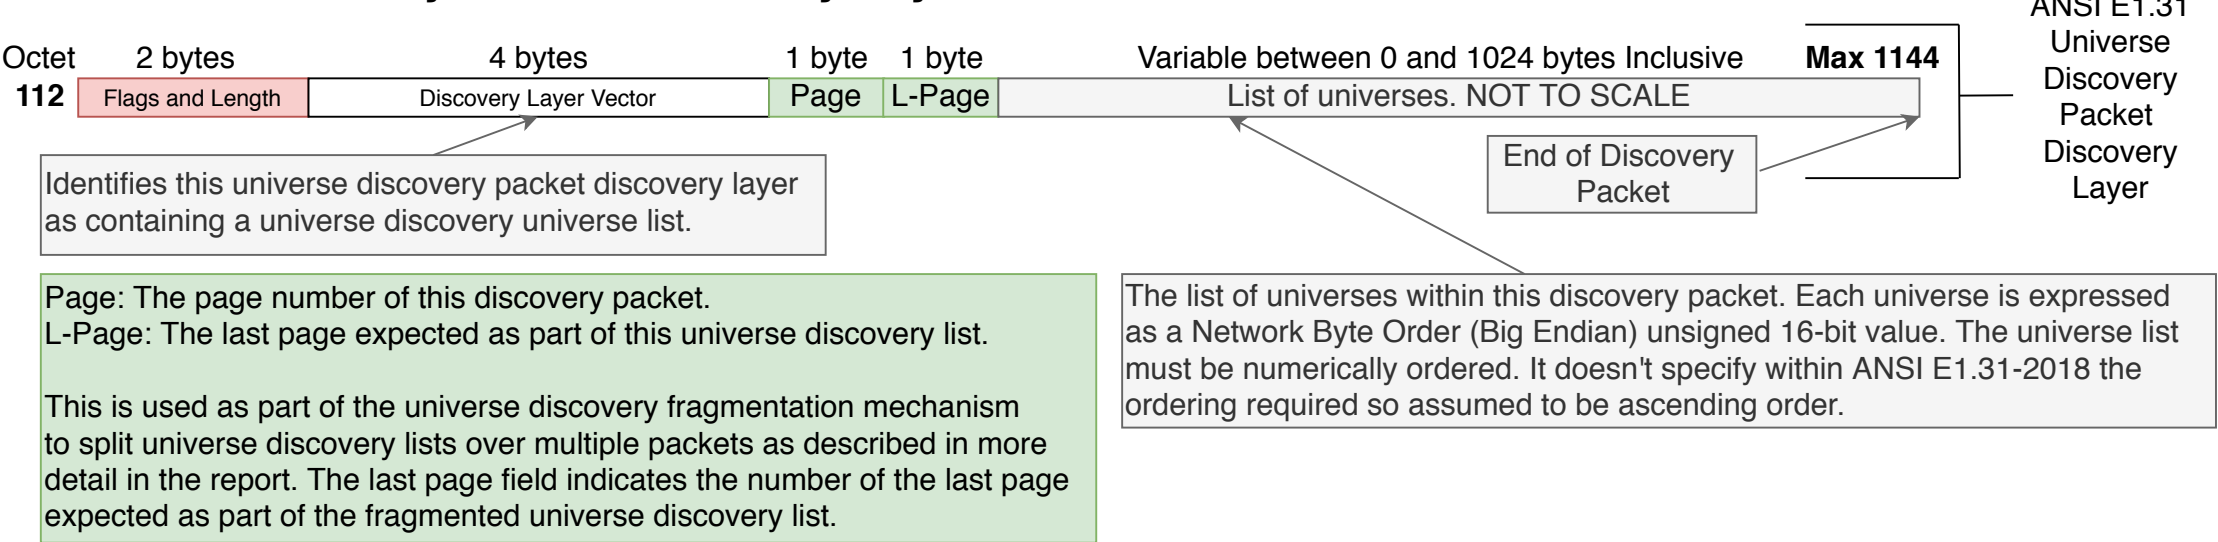 ANSI E1.31
Universe
Discovery
Packet
Discovery
Layer
Octet 2 bytes 4 bytes 1 byte 1 byte Variable between 0 and 1024 bytes Inclusive Max 1144
112 Flags and Length Discovery Layer Vector Page L-Page List of universes. NOT TO SCALE
End of Discovery
Packet
Identifies this universe discovery packet discovery layer
as containing a universe discovery universe list.
Page: The page number of this discovery packet.
L-Page: The last page expected as part of this universe discovery list.
This is used as part of the universe discovery fragmentation mechanism
to split universe discovery lists over multiple packets as described in more
detail in the report. The last page field indicates the number of the last page
expected as part of the fragmented universe discovery list.
The list of universes within this discovery packet. Each universe is expressed
as a Network Byte Order (Big Endian) unsigned 16-bit value. The universe list
must be numerically ordered. It doesn't specify within ANSI E1.31-2018 the
ordering required so assumed to be ascending order.